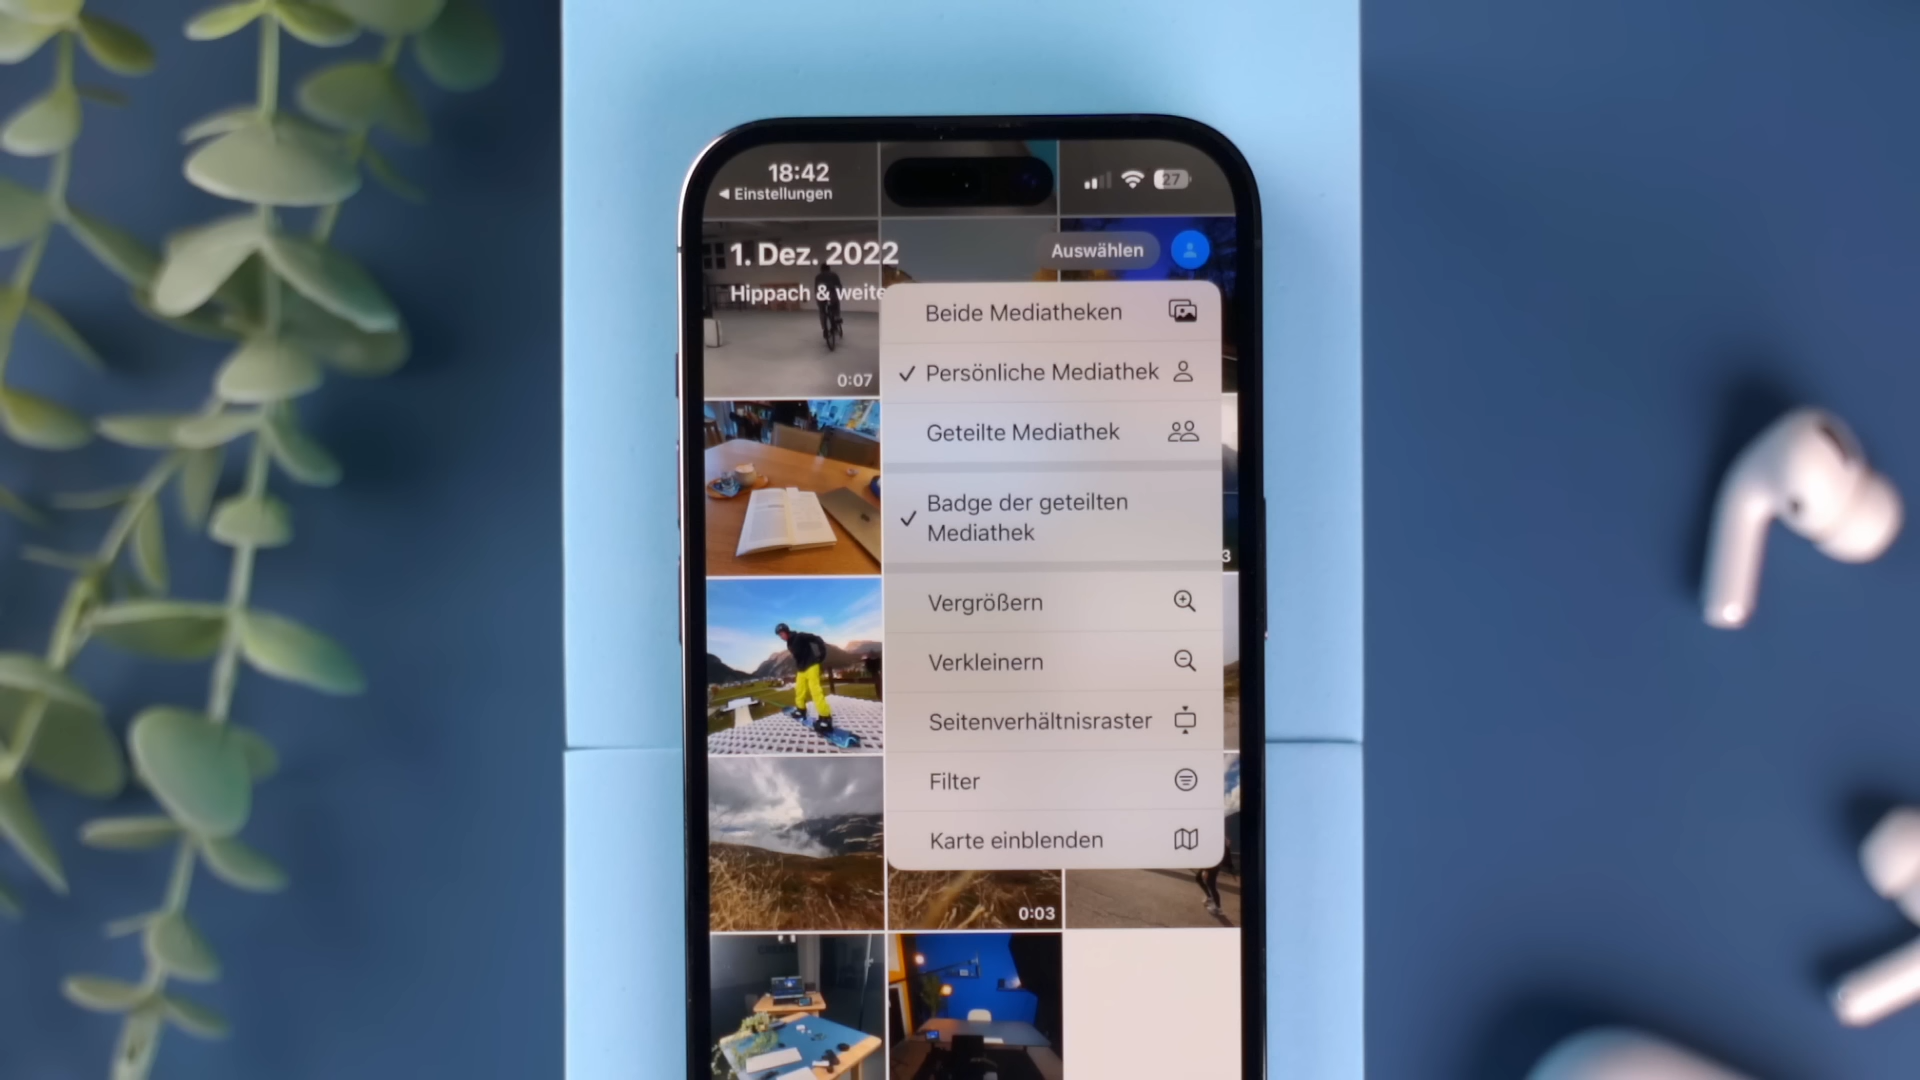 18:42
27
◀ Einstellungen
1. Dez. 2022
Auswählen
Hippach & weite
Beide Mediatheken
0:07
Persönliche Mediathek
Geteilte Mediathek
Badge der geteilten
Mediathek
3
Vergrößern
Verkleinern
Seitenverhältnisraster
Filter
Karte einblenden
0:03